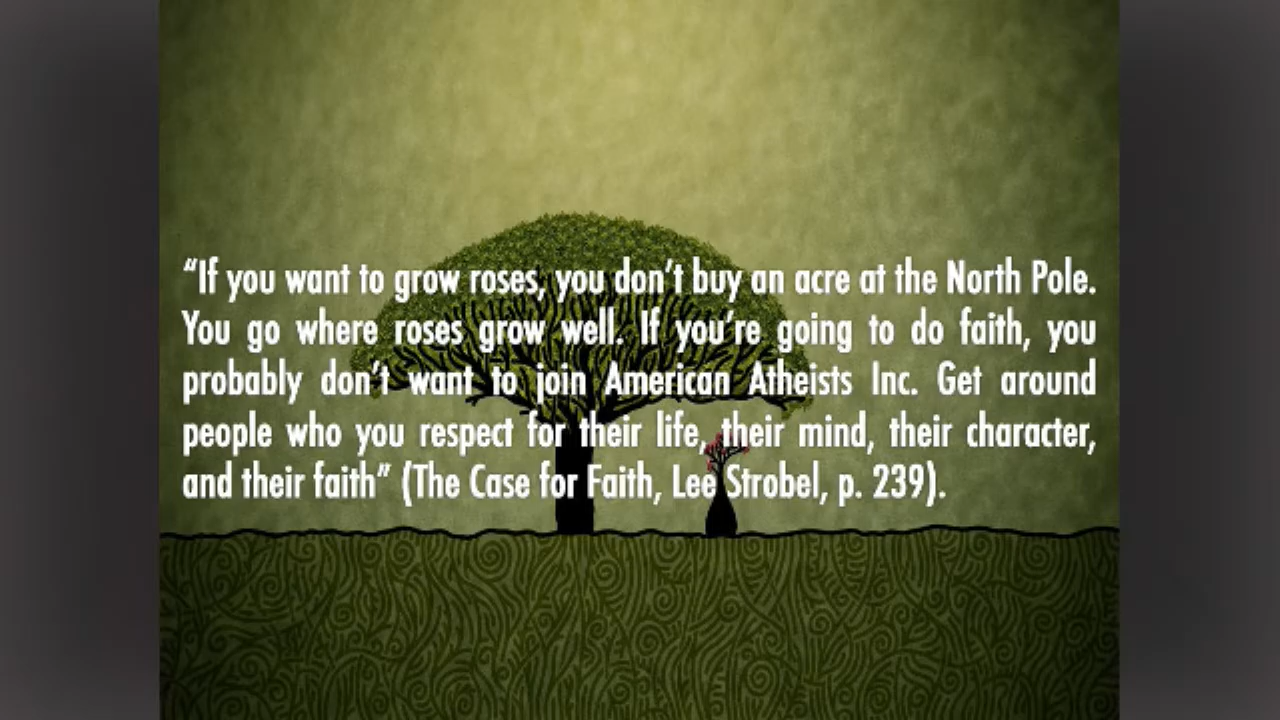 “If you want to grow roses, you don’t buy an acre at the North Pole.
You go where roses grow well. If you’re going to do faith, you
probably don’t want to join American Atheists Inc. Get around
people who you respect for their life, their mind, their character,
and their faith” (The Case for Faith, Lee Strobel, p. 239).